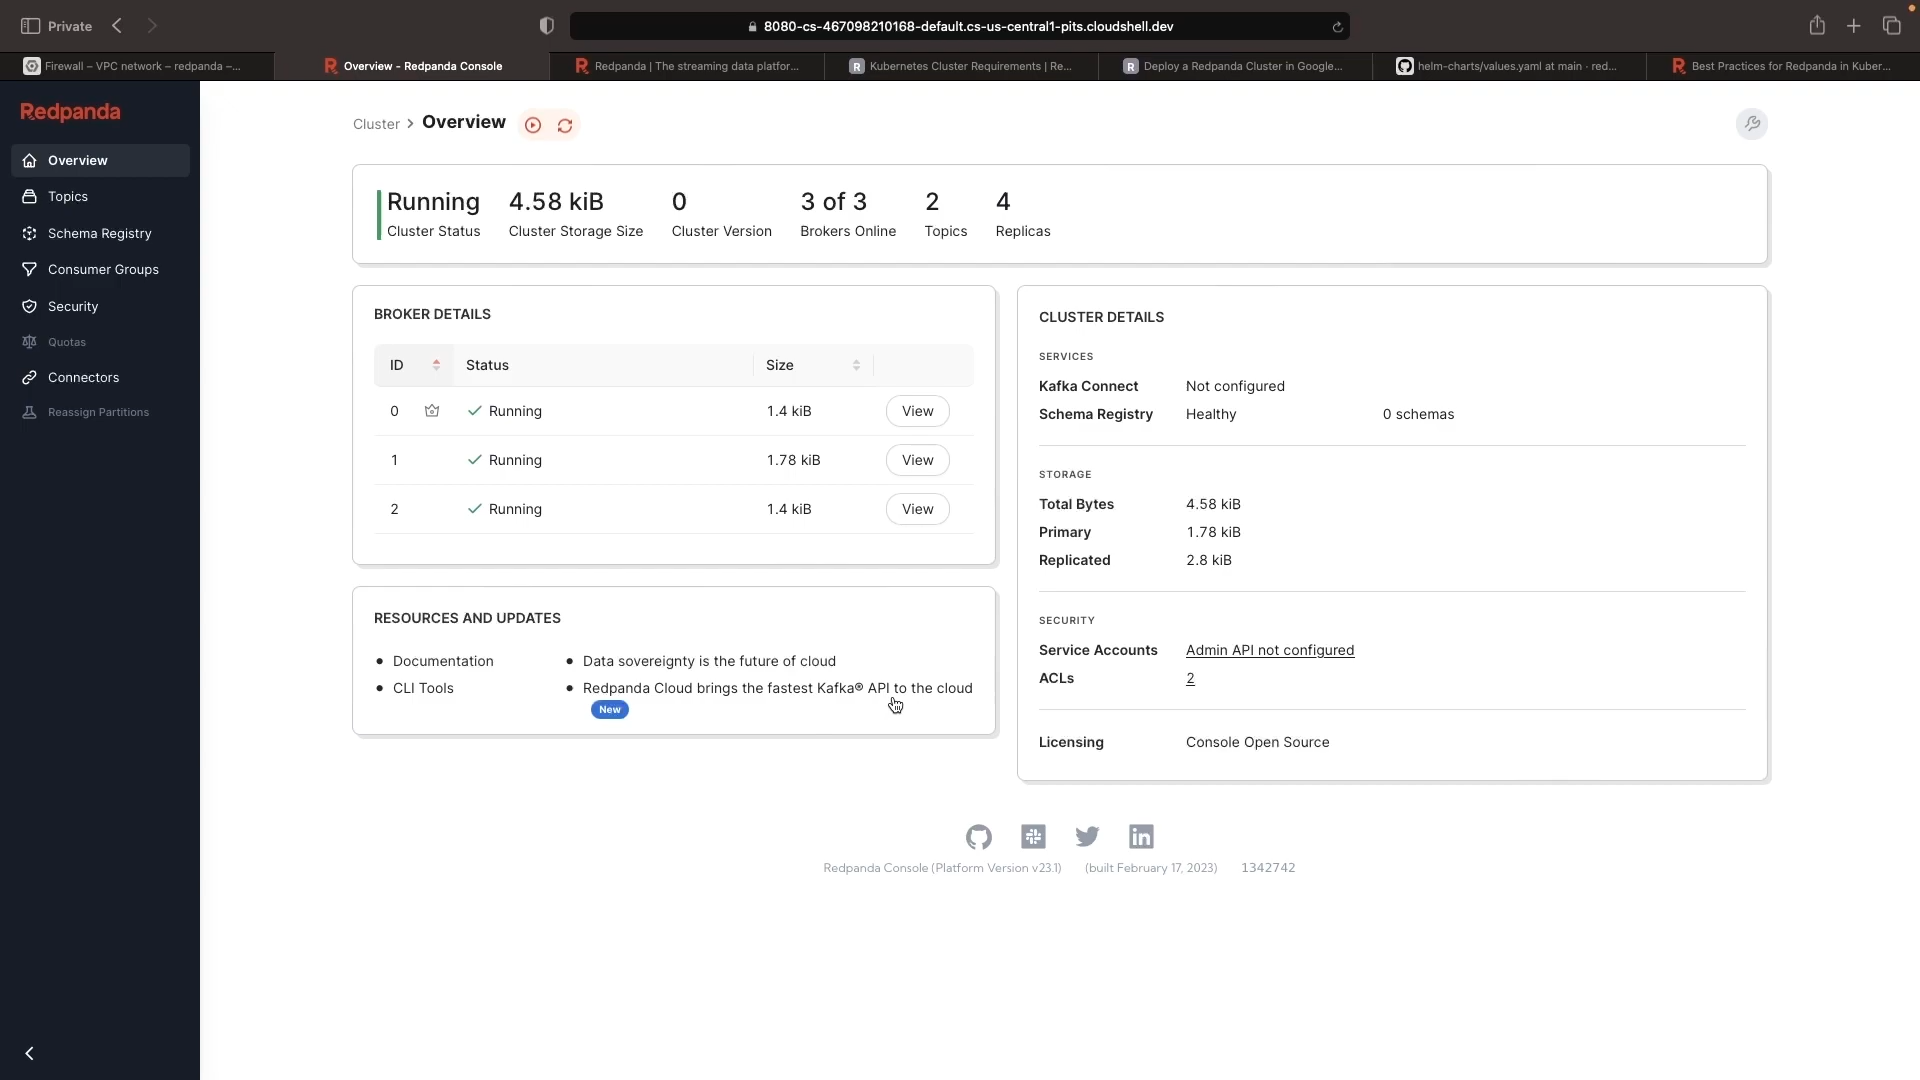 Private
8080-cs-467098210168-default.cs-us-central1-pits.cloudshell.dev
Firewall – VPC network – redpanda –...
Overview - Redpanda Console
Redpanda | The streaming data platfor...
Kubernetes Cluster Requirements | Re...
Deploy a Redpanda Cluster in Google...
helm-charts/values.yaml at main · red...
Best Practices for Redpanda in Kuber...
Redpanda
Overview
Topics
Schema Registry
Consumer Groups
Security
Quotas
Connectors
Reassign Partitions
Cluster > Overview
Running 4.58 kiB 0 3 of 3 2 4
Cluster Status Cluster Storage Size Cluster Version Brokers Online Topics Replicas
BROKER DETAILS
ID Status Size
0 Running 1.4 kiB View
1 Running 1.78 kiB View
2 Running 1.4 kiB View
RESOURCES AND UPDATES
• Documentation
• CLI Tools
• Data sovereignty is the future of cloud
• Redpanda Cloud brings the fastest Kafka® API to the cloud
New
CLUSTER DETAILS
SERVICES
Kafka Connect Not configured
Schema Registry Healthy 0 schemas
STORAGE
Total Bytes 4.58 kiB
Primary 1.78 kiB
Replicated 2.8 kiB
SECURITY
Service Accounts Admin API not configured
ACLs 2
Licensing Console Open Source
Redpanda Console (Platform Version v23.1) (built February 17, 2023) 1342742